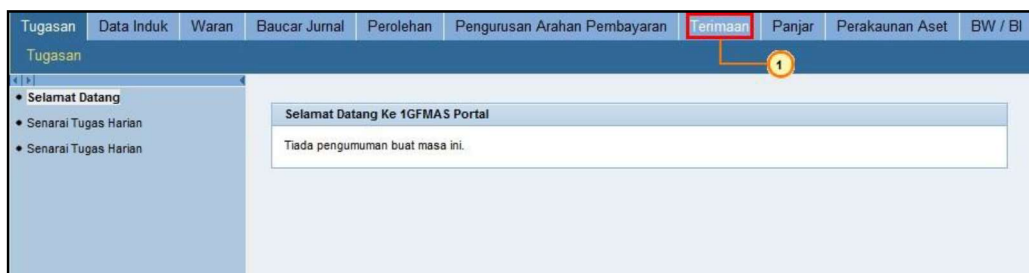 Tugasan Data Induk Waran Baucar Jurnal Perolehan Pengurusan Arahan Pembayaran Terimaan Panjar Perakaunan Aset BW / BI
Tugasan
1
Selamat Datang
Senarai Tugas Harian
Senarai Tugas Harian
Selamat Datang Ke 1GFMAS Portal
Tiada pengumuman buat masa ini.